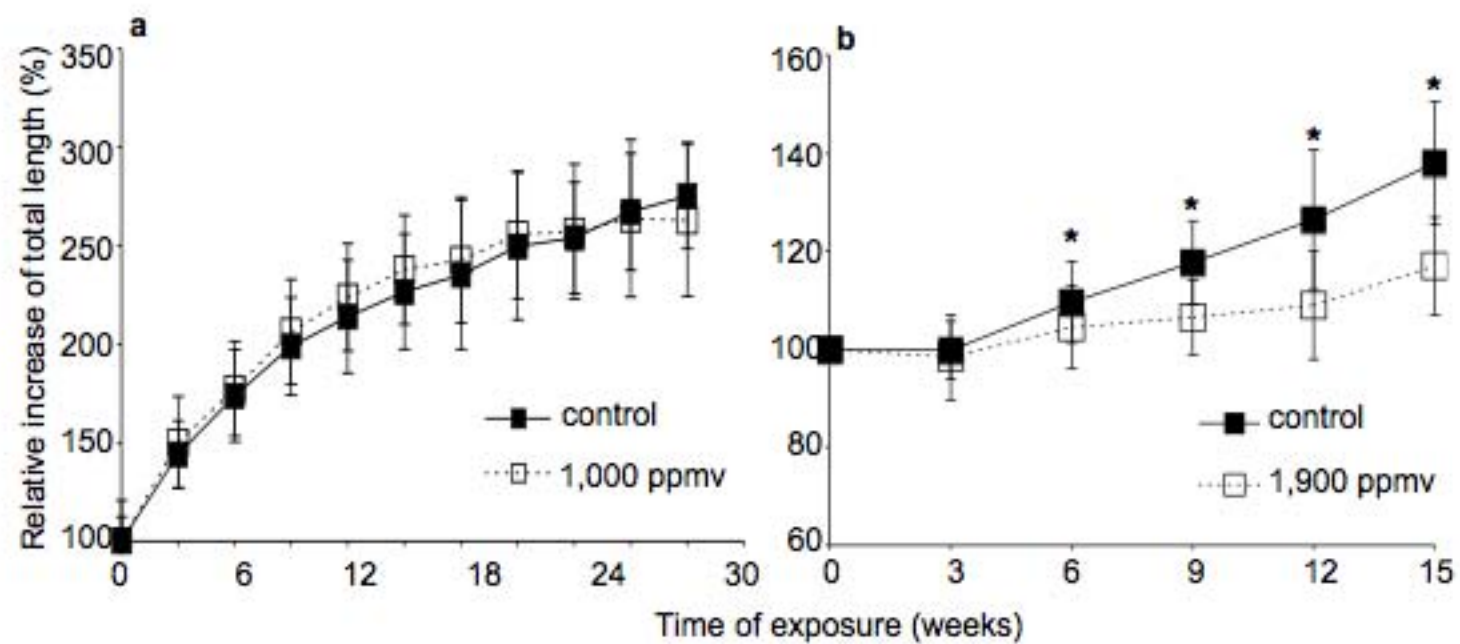 a
Relative increase of total length (%)
350
300
250
200
150
100
0 6 12 18 24 30
control
1,000 ppmv
b
160
140
120
100
80
60
0 3 6 9 12 15
*
*
*
*
control
1,900 ppmv
Time of exposure (weeks)